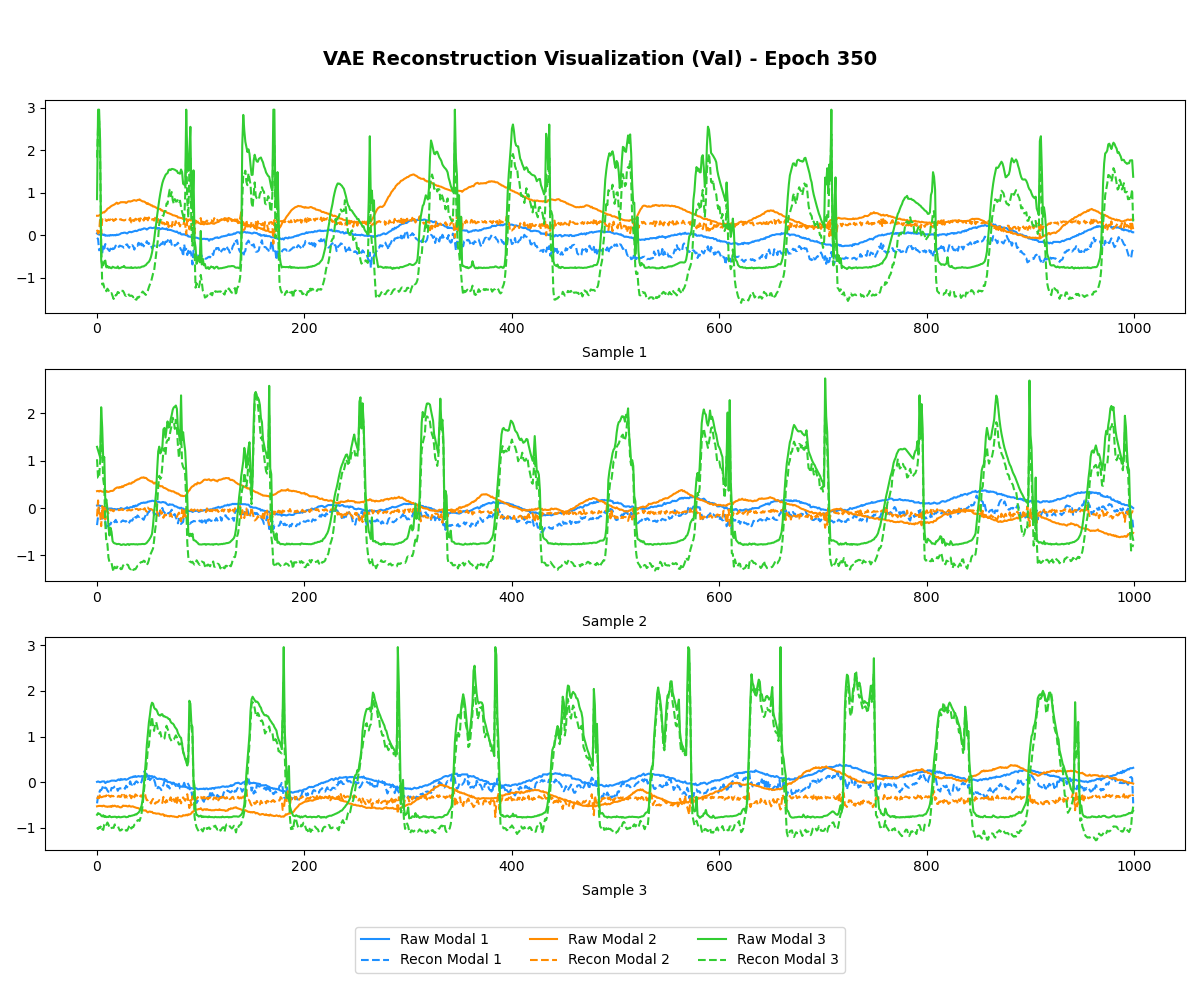 VAE Reconstruction Visualization (Val) - Epoch 350
3
2
1
0
−1
0 200 400 600 800 1000
Sample 1
2
1
0
−1
0 200 400 600 800 1000
Sample 2
3
2
1
0
−1
0 200 400 600 800 1000
Sample 3
Raw Modal 1 Raw Modal 2 Raw Modal 3
Recon Modal 1 Recon Modal 2 Recon Modal 3